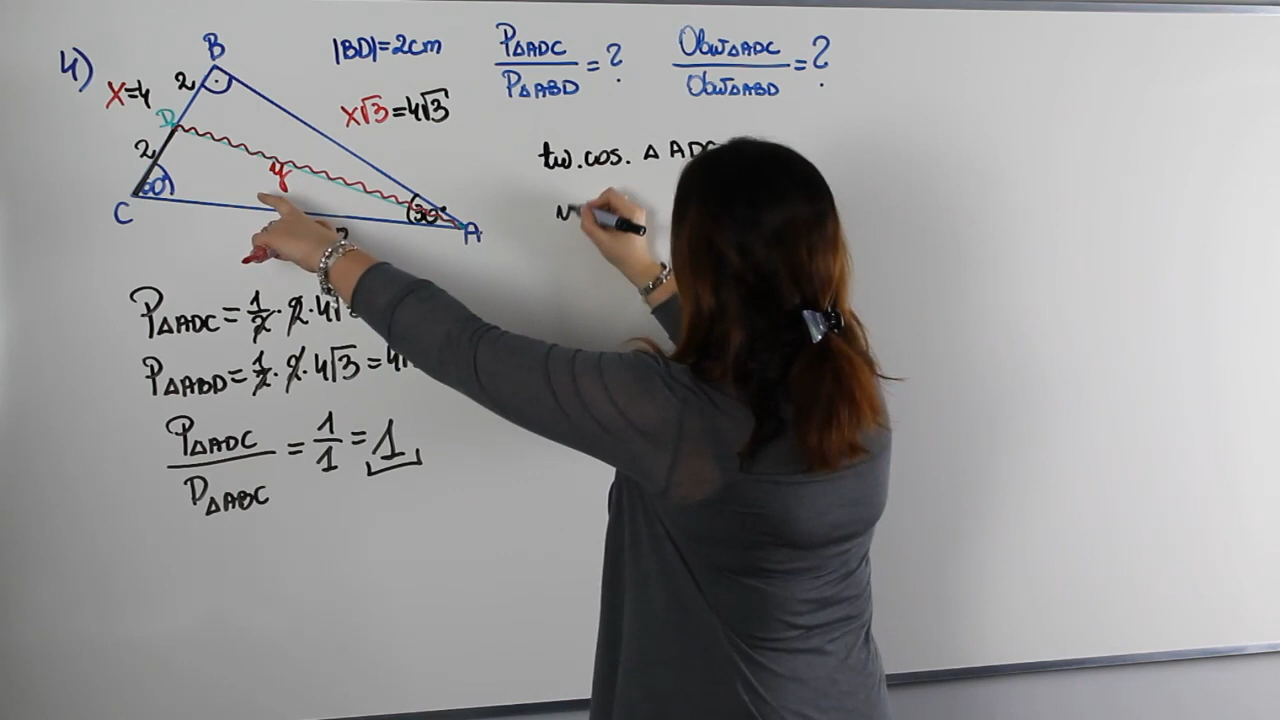 4)
B
2
X=4
D
2
60°
C
y
30°
A
|BD|=2cm
x√3=4√3
P△ADC / P△ABD = ?
Obw△ADC / Obw△ABD = ?
tw.cos. △ ADC
P△ADC = 1/2 · 2 · 4√3
P△ABD = 1/2 · 2 · 4√3 = 4
P△ADC / P△ABC = 1/1 = 1